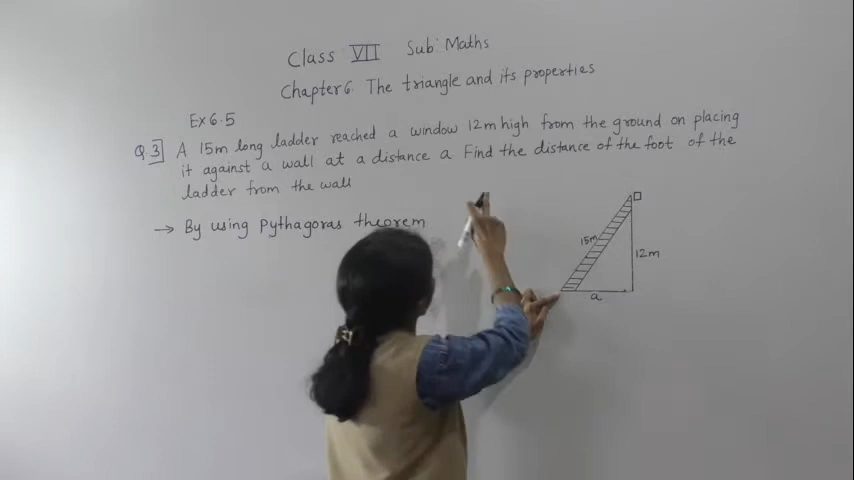 Class VII Sub: Maths
Chapter 6 The triangle and its properties
Ex 6.5
Q.3] A 15m long ladder reached a window 12m high from the ground on placing
it against a wall at a distance a Find the distance of the foot of the
ladder from the wall
→ By using Pythagoras theorem
15m
12m
a